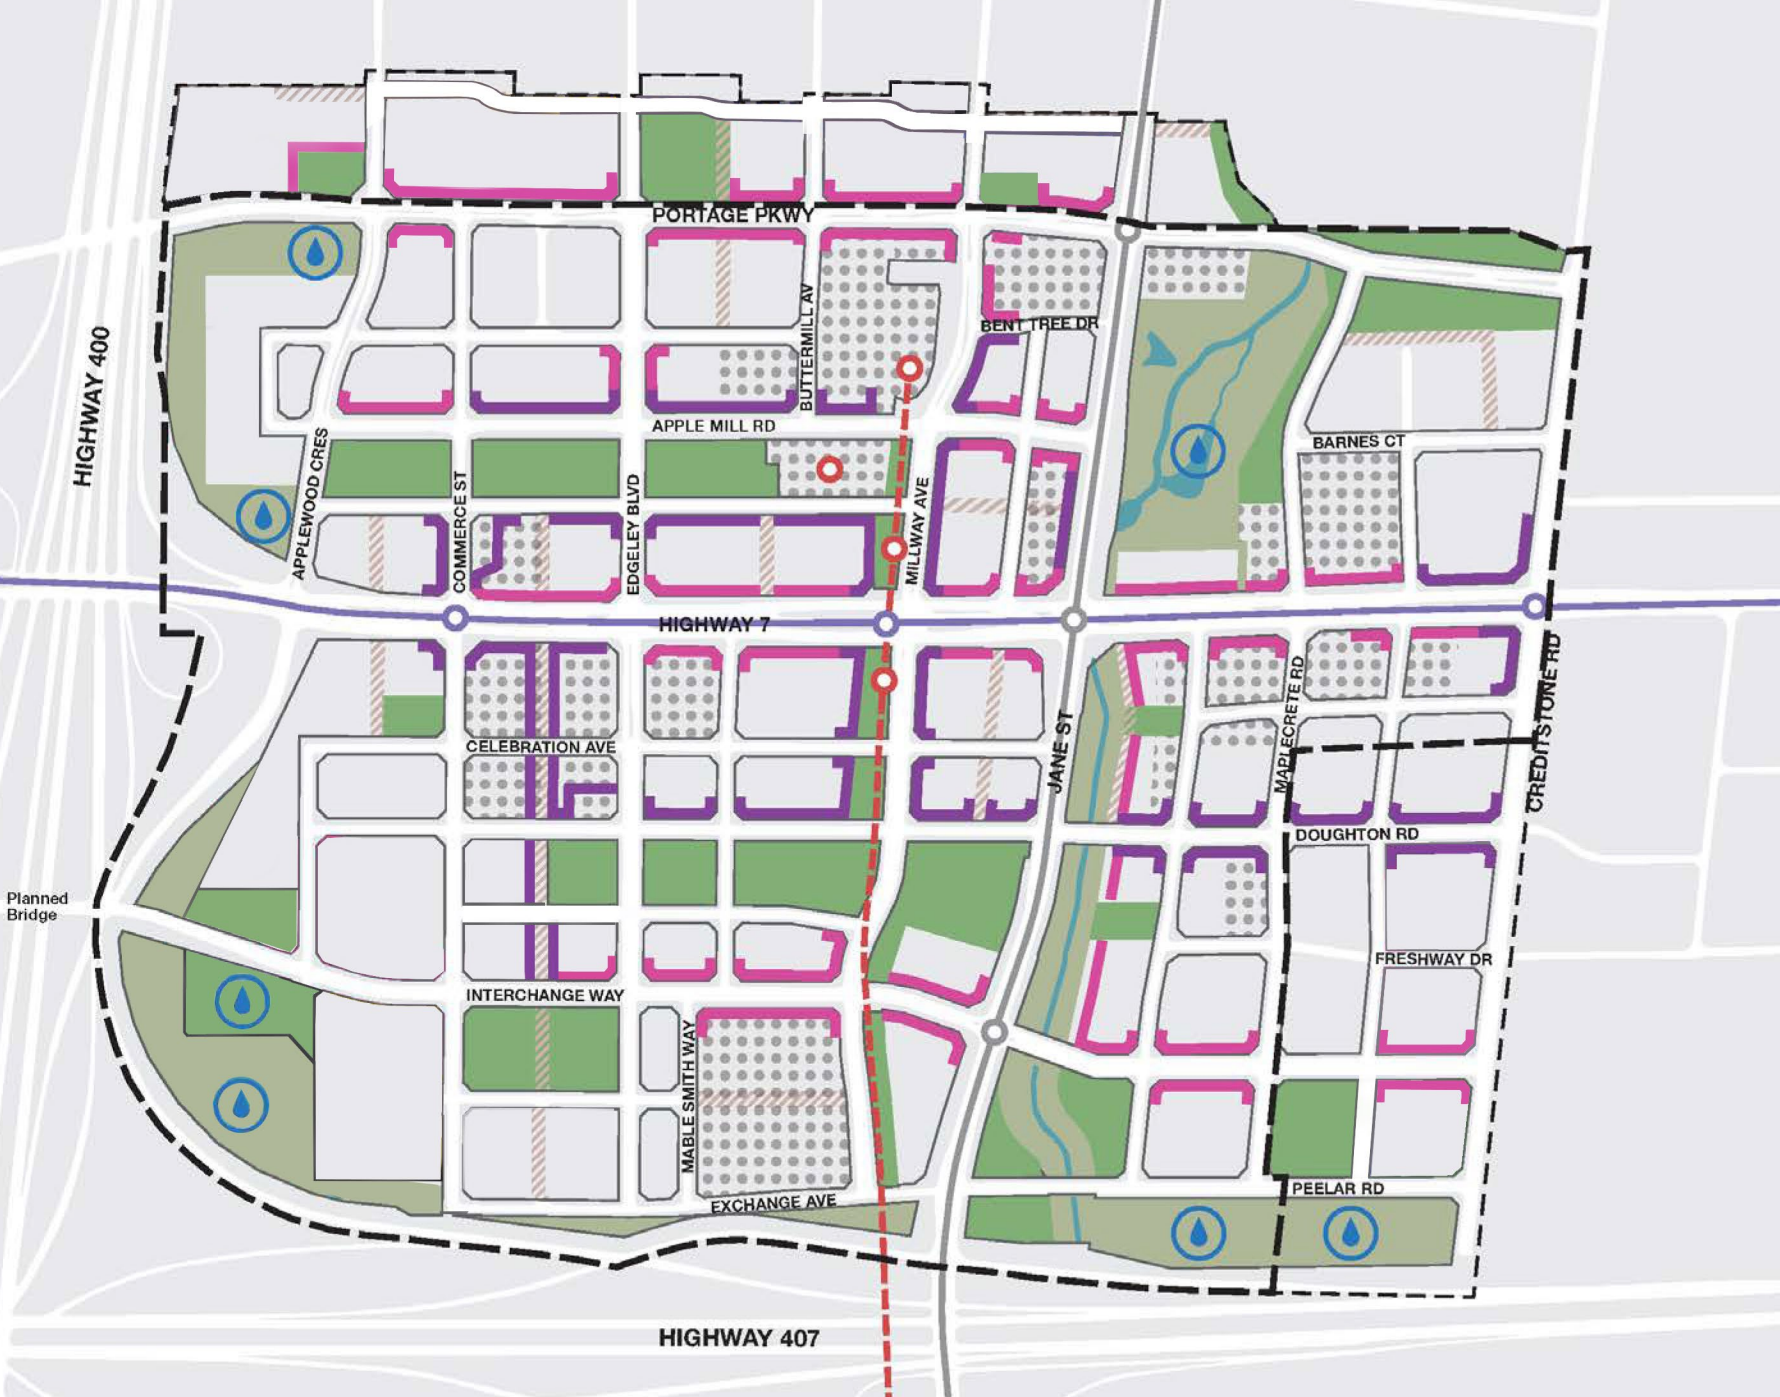 PORTAGE PKWY
BUTTERMILL AV
BENT TREE DR
HIGHWAY 400
APPLE MILL RD
BARNES CT
APPLEWOOD CRES
COMMERCE ST
EDGELEY BLVD
MILLWAY AVE
HIGHWAY 7
CREDITSTONE RD
MAPLECRETE RD
JANE ST
CELEBRATION AVE
DOUGHTON RD
Planned
Bridge
FRESHWAY DR
INTERCHANGE WAY
MABLE SMITH WAY
PEELAR RD
EXCHANGE AVE
HIGHWAY 407